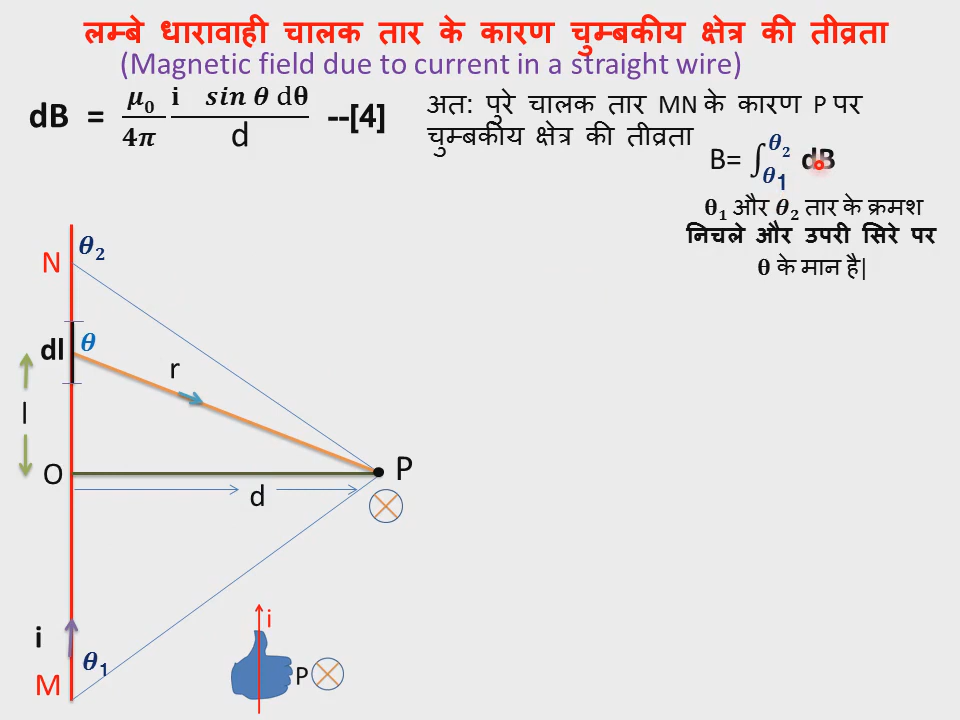 लम्बे धारावाही चालक तार के कारण चुम्बकीय क्षेत्र की तीव्रता
(Magnetic field due to current in a straight wire)
dB = μ₀/4π i sin θ dθ/d --[4]
अत: पुरे चालक तार MN के कारण P पर
चुम्बकीय क्षेत्र की तीव्रता
B= ∫θ₁^θ₂ dB
θ₁ और θ₂ तार के क्रमश
निचले और उपरी सिरे पर
θ के मान है|
θ₂
N
dl θ
r
l
O
P
d
i
θ₁
M
i
P